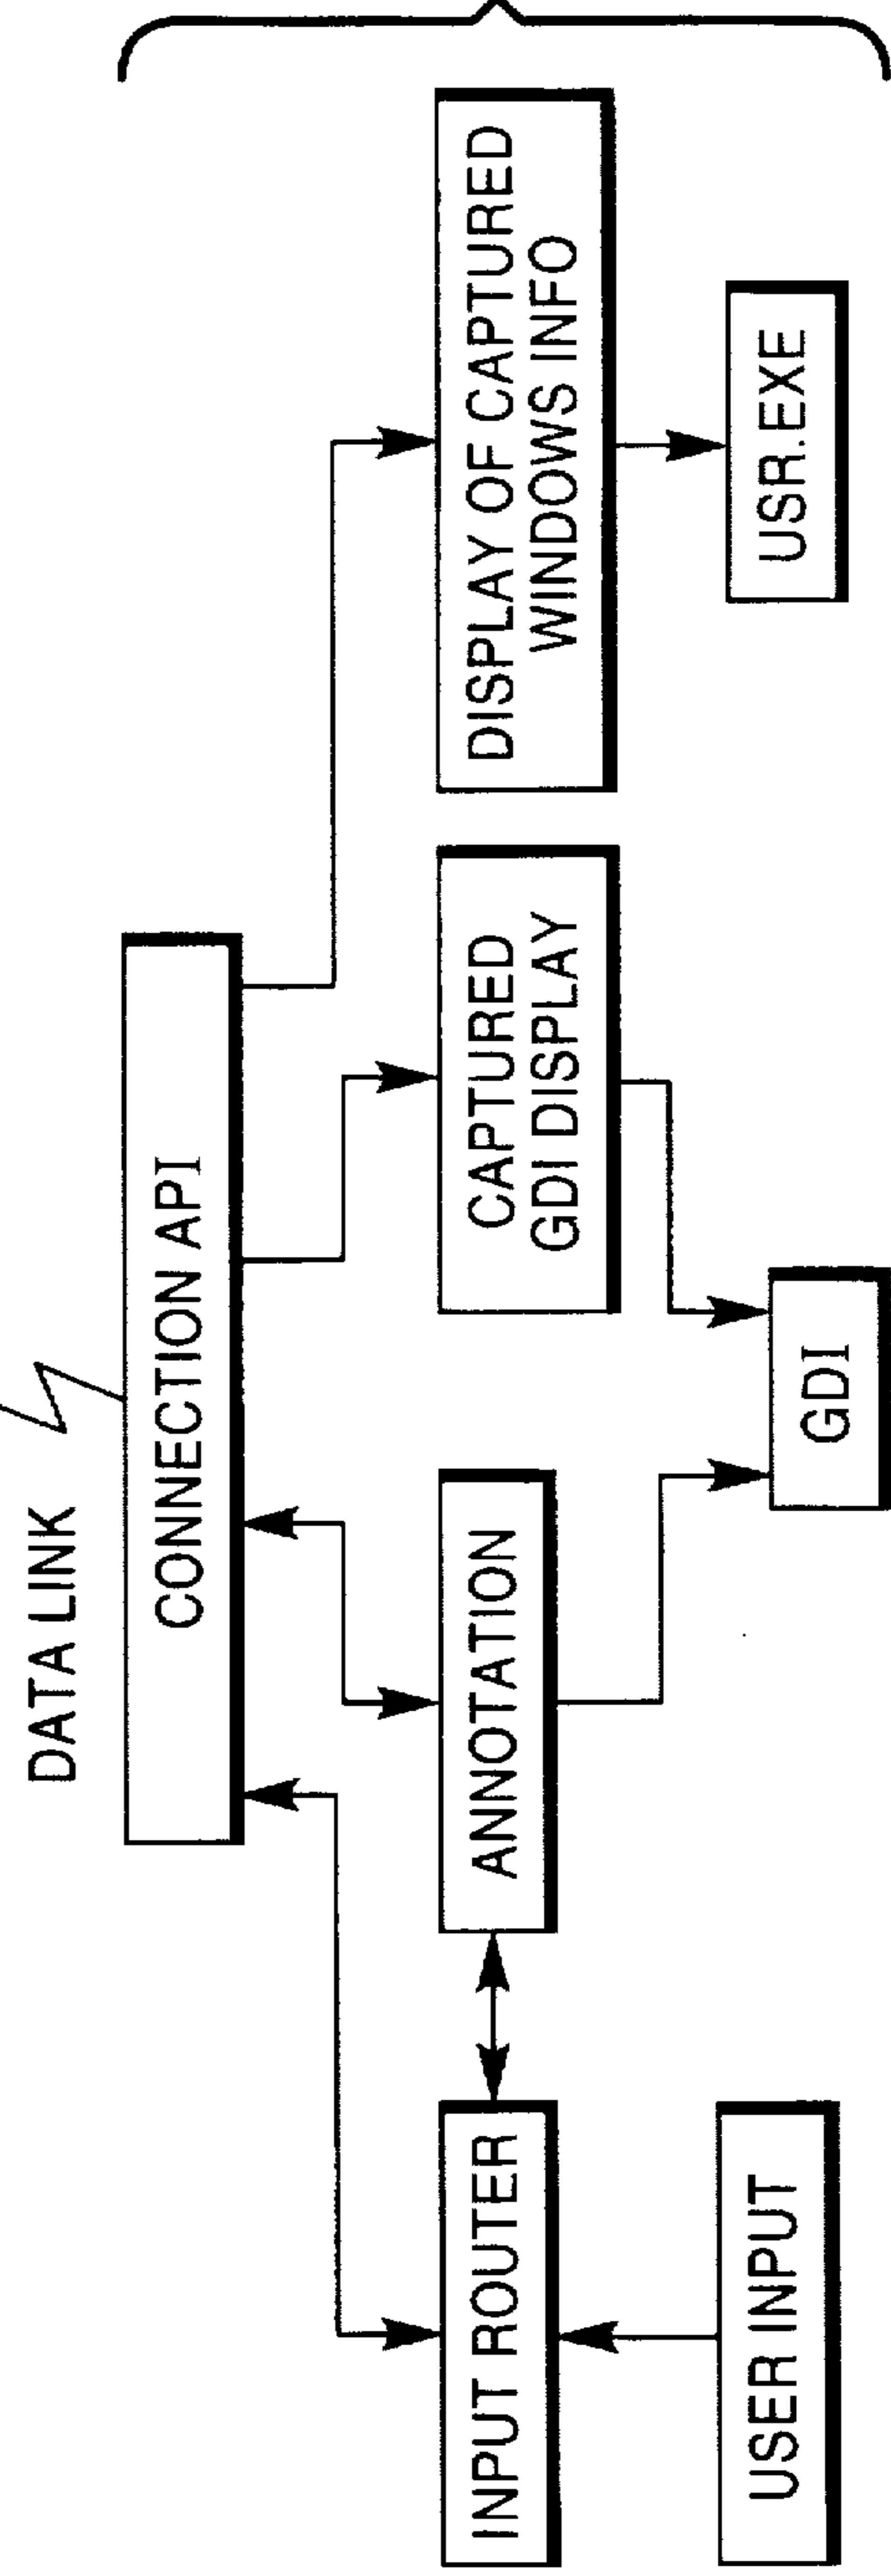 DATA LINK
CONNECTION API
INPUT ROUTER
ANNOTATION
CAPTURED
GDI DISPLAY
DISPLAY OF CAPTURED
WINDOWS INFO
USER INPUT
GDI
USR.EXE